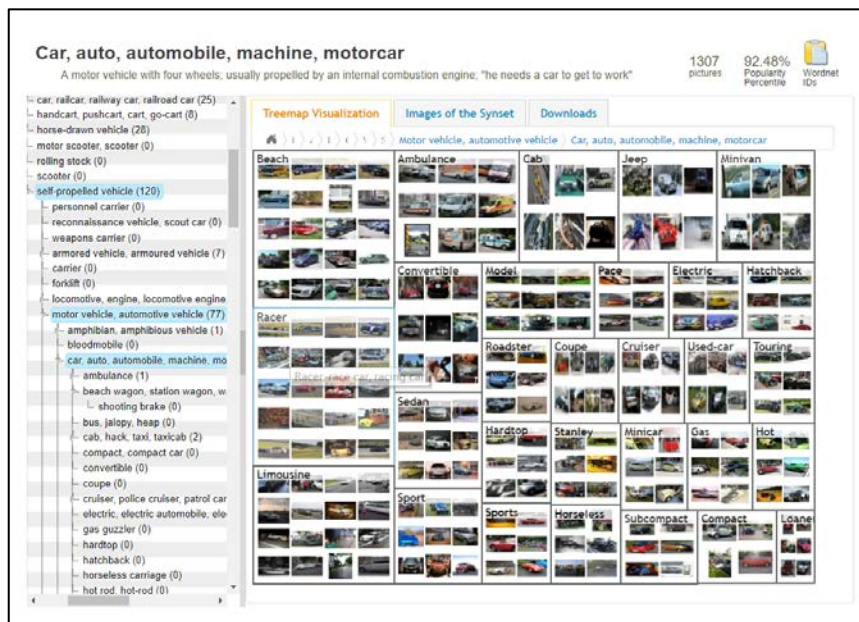 Car, auto, automobile, machine, motorcar
A motor vehicle with four wheels; usually propelled by an internal combustion engine; "he needs a car to get to work"
1307
pictures
92.48%
Popularity
Percentile
Wordnet
IDs
car, railcar, railway car, railroad car (25)
handcart, pushcart, cart, go-cart (8)
horse-drawn vehicle (28)
motor scooter, scooter (0)
rolling stock (0)
scooter (0)
self-propelled vehicle (120)
personnel carrier (0)
reconnaissance vehicle, scout car (0)
weapons carrier (0)
armored vehicle, armoured vehicle (7)
carrier (0)
forklift (0)
locomotive, engine, locomotive engine,
motor vehicle, automotive vehicle (77)
amphibian, amphibious vehicle (1)
bloodmobile (0)
car, auto, automobile, machine, mo
ambulance (1)
beach wagon, station wagon, w
shooting brake (0)
bus, jalopy, heap (0)
cab, hack, taxi, taxicab (2)
compact, compact car (0)
convertible (0)
coupe (0)
cruiser, police cruiser, patrol car
electric, electric automobile, ele
gas guzzler (0)
hardtop (0)
hatchback (0)
horseless carriage (0)
hot rod, hot-rod (0)
Treemap Visualization
Images of the Synset
Downloads
Motor vehicle, automotive vehicle
Car, auto, automobile, machine, motorcar
Beach
Ambulance
Cab
Jeep
Minivan
Convertible
Model
Pace
Electric
Hatchback
Racer
Racer, race car, racing car
Roadster
Coupe
Cruiser
Used-car
Touring
Sedan
Hardtop
Stanley
Minicar
Gas
Hot
Limousine
Sport
Sports
Horseless
Subcompact
Compact
Loaner